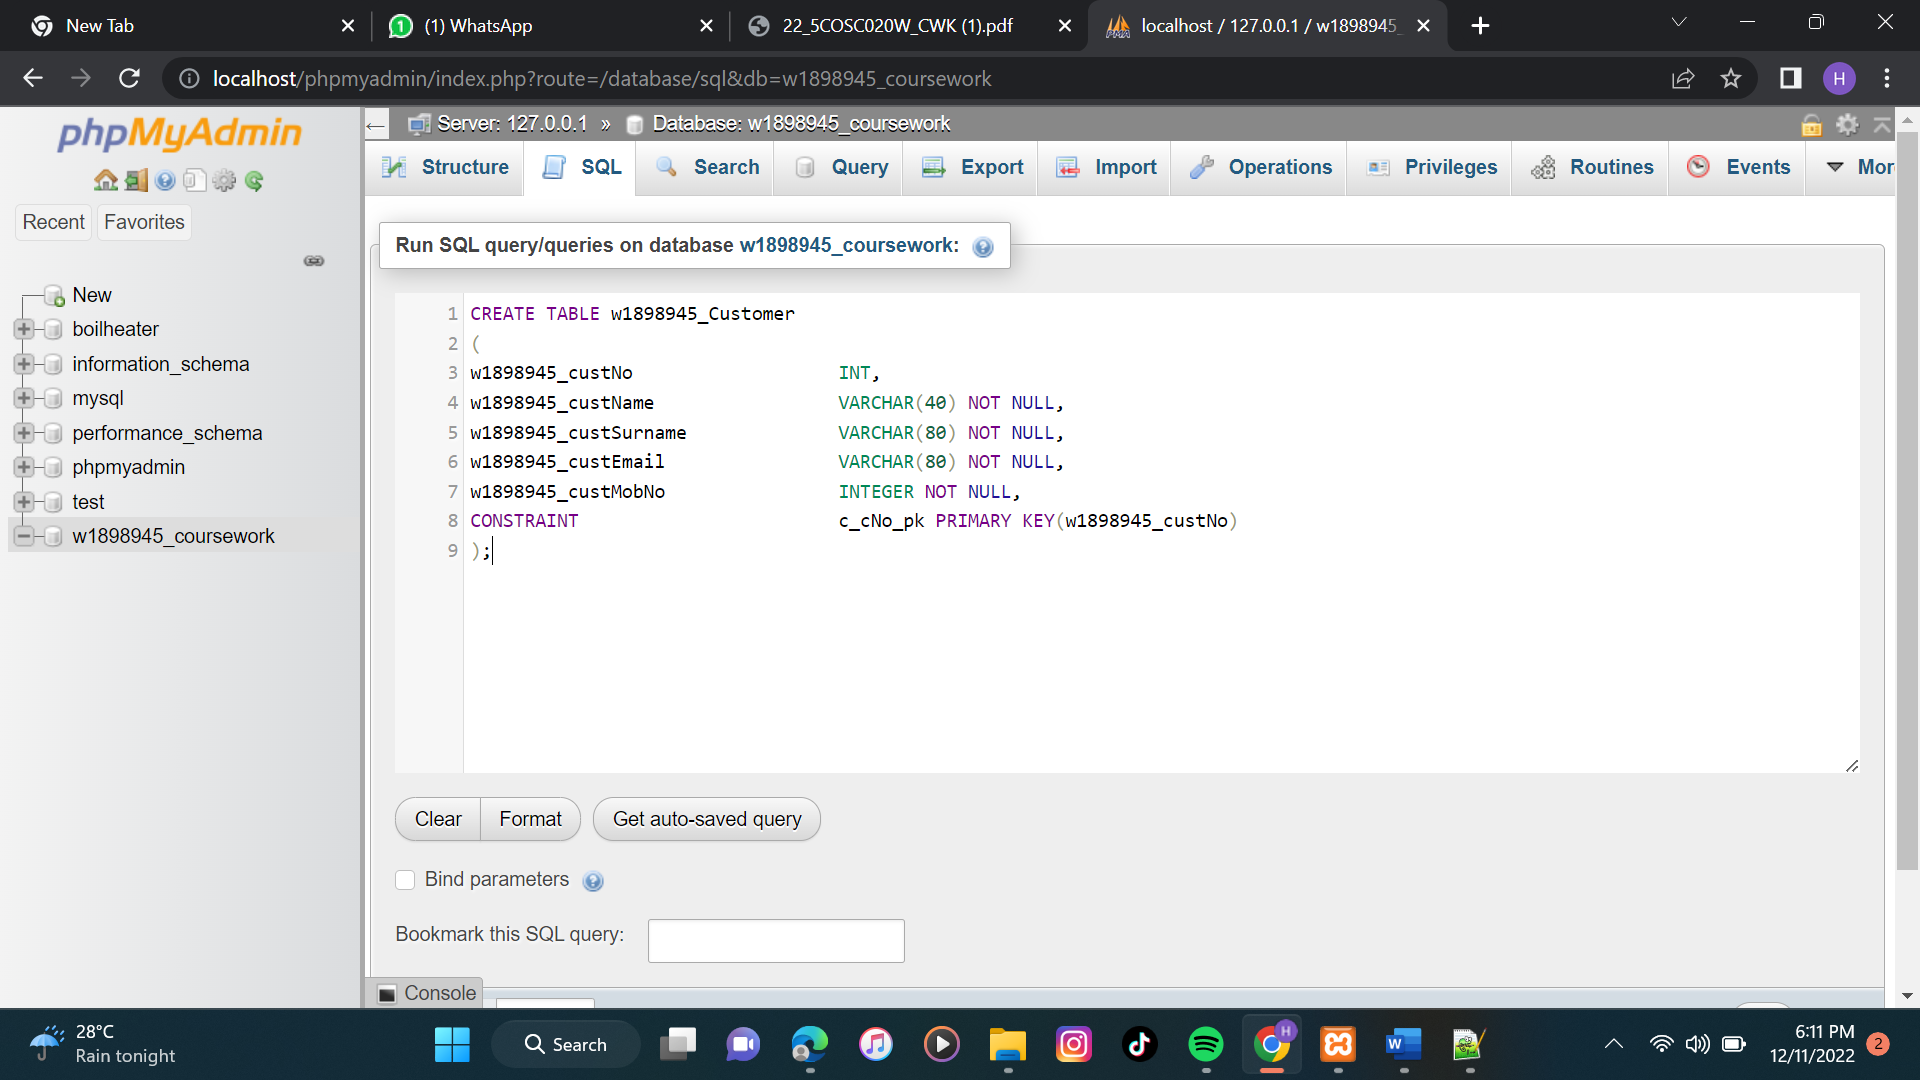 New Tab
(1) WhatsApp
22_5COSC020W_CWK (1).pdf
localhost / 127.0.0.1 / w1898945_
localhost/phpmyadmin/index.php?route=/database/sql&db=w1898945_coursework
H
phpMyAdmin
Recent
Favorites
New
boilheater
information_schema
mysql
performance_schema
phpmyadmin
test
w1898945_coursework
Server: 127.0.0.1 » Database: w1898945_coursework
Structure
SQL
Search
Query
Export
Import
Operations
Privileges
Routines
Events
Mor
Run SQL query/queries on database w1898945_coursework:
1 CREATE TABLE w1898945_Customer
2 (
3 w1898945_custNo INT,
4 w1898945_custName VARCHAR(40) NOT NULL,
5 w1898945_custSurname VARCHAR(80) NOT NULL,
6 w1898945_custEmail VARCHAR(80) NOT NULL,
7 w1898945_custMobNo INTEGER NOT NULL,
8 CONSTRAINT c_cNo_pk PRIMARY KEY(w1898945_custNo)
9 );
Clear
Format
Get auto-saved query
Bind parameters
Bookmark this SQL query:
Console
28°C
Rain tonight
Search
H
6:11 PM
12/11/2022
2